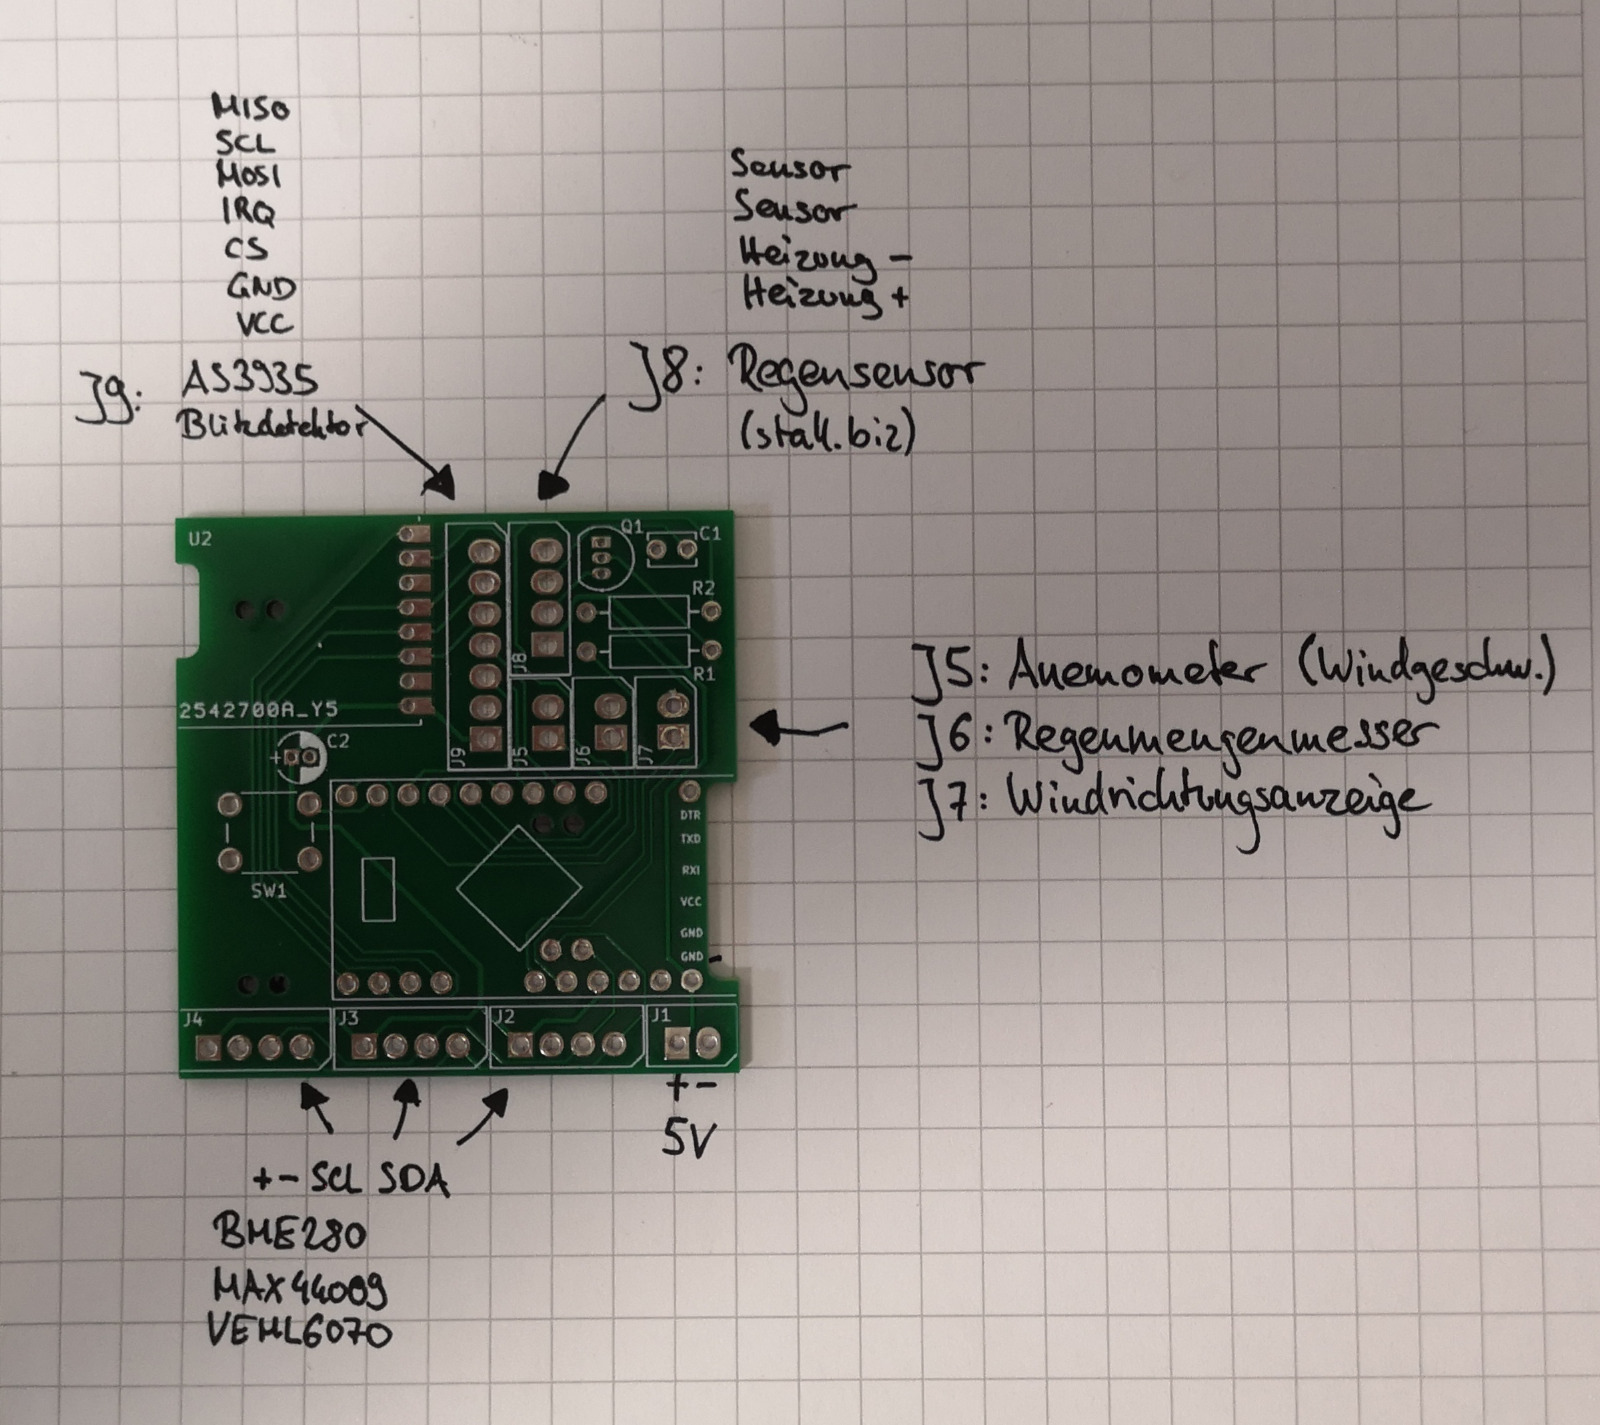 MISO
SCL
MOSI
IRQ
CS
GND
VCC
J9: AS3935
Blitzdetektor
Sensor
Sensor
Heizung -
Heizung +
J8: Regensensor
(stall.biz)
U2
Q1
C1
R2
R1
J8
2542700A_Y5
J9
J5
J6
J7
J5: Anemometer (Windgeschw.)
J6: Regenmengenmesser
J7: Windrichtungsanzeige
+
C2
SW1
DTR
TXD
RXI
VCC
GND
GND -
J4
J3
J2
J1
+ -
5V
+ - SCL SDA
BME280
MAX44009
VEML6070